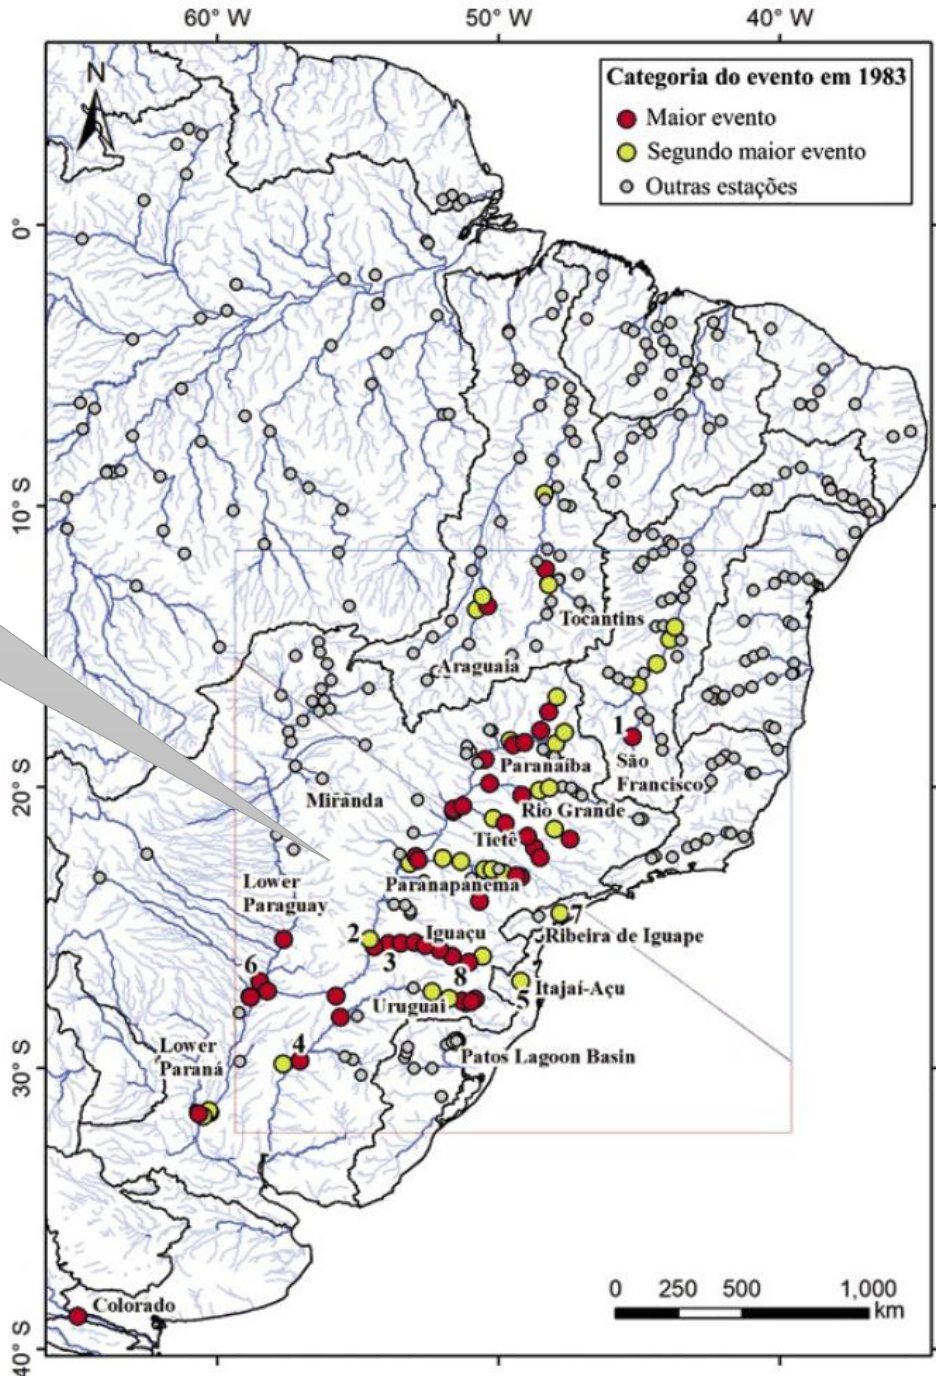 60° W
50° W
40° W
N
Categoria do evento em 1983
Maior evento
Segundo maior evento
Outras estações
0°
10° S
Tocantins
Araguaia
1
São
Francisco
Paranaíba
20° S
Miranda
Rio Grande
Tietê
Lower
Paraguay
Paranapanema
2
Iguaçu
7
Ribeira de Iguape
3
6
8
Itajaí-Açu
Uruguai
5
4
Lower
Paraná
Patos Lagoon Basin
30° S
Colorado
0 250 500 1,000
km
40° S